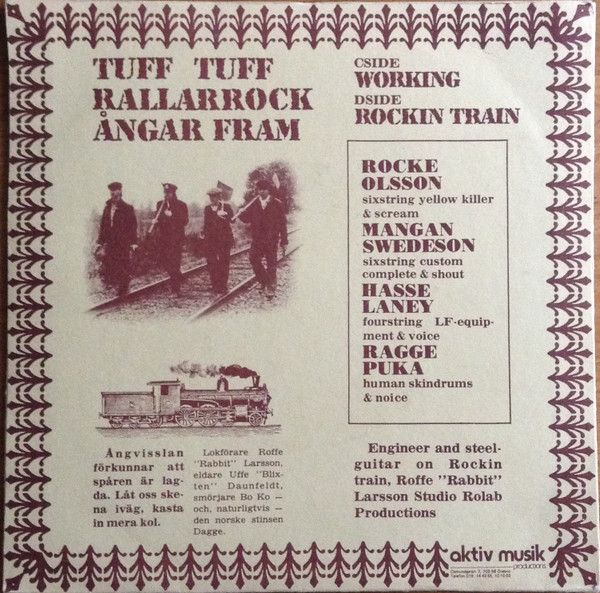 TUFF TUFF
RALLARROCK
ÅNGAR FRAM
CSIDE
WORKING
DSIDE
ROCKIN TRAIN
ROCKE
OLSSON
sixstring yellow killer
& scream
MANGAN
SWEDESON
sixstring custom
complete & shout
HASSE
LANEY
fourstring LF-equip-
ment & voice
RAGGE
PUKA
human skindrums
& noice
Ångvisslan
förkunnar att
spåren är lag-
da. Låt oss ske-
na iväg, kasta
in mera kol.
Lokförare Roffe
"Rabbit" Larsson,
eldare Uffe "Blix-
ten" Daunfeldt,
smörjare Bo Ko —
och, naturligtvis —
den norske stinsen
Dagge.
Engineer and steel-
guitar on Rockin
train, Roffe "Rabbit"
Larsson Studio Rolab
Productions
aktiv musik
productions